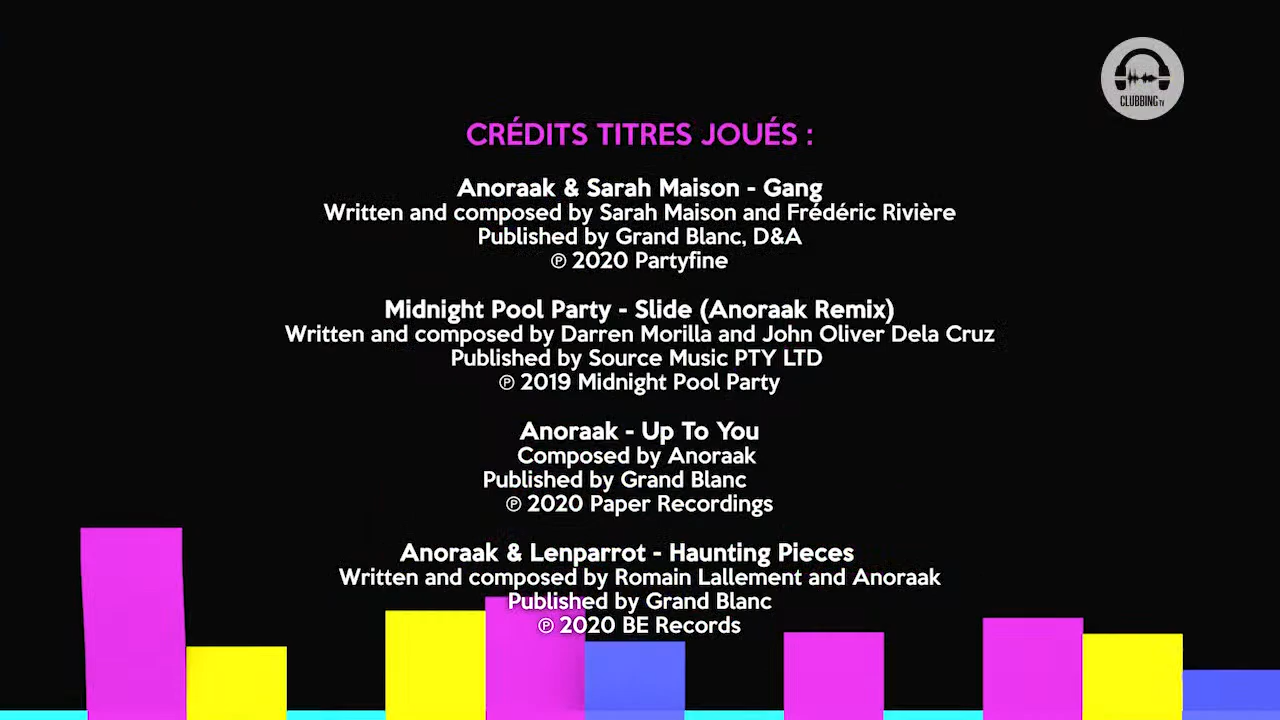 CLUBBING TV
CRÉDITS TITRES JOUÉS :
Anoraak & Sarah Maison - Gang
Written and composed by Sarah Maison and Frédéric Rivière
Published by Grand Blanc, D&A
℗ 2020 Partyfine
Midnight Pool Party - Slide (Anoraak Remix)
Written and composed by Darren Morilla and John Oliver Dela Cruz
Published by Source Music PTY LTD
℗ 2019 Midnight Pool Party
Anoraak - Up To You
Composed by Anoraak
Published by Grand Blanc
℗ 2020 Paper Recordings
Anoraak & Lenparrot - Haunting Pieces
Written and composed by Romain Lallement and Anoraak
Published by Grand Blanc
℗ 2020 BE Records